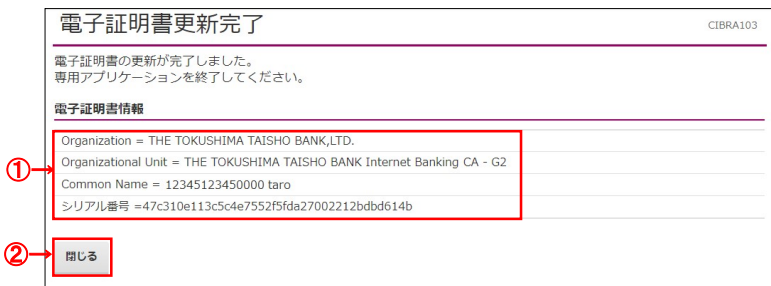 電子証明書更新完了
CIBRA103
電子証明書の更新が完了しました。
専用アプリケーションを終了してください。
電子証明書情報
Organization = THE TOKUSHIMA TAISHO BANK,LTD.
Organizational Unit = THE TOKUSHIMA TAISHO BANK Internet Banking CA - G2
①
Common Name = 12345123450000 taro
シリアル番号 =47c310e113c5c4e7552f5fda27002212bdbd614b
②
閉じる